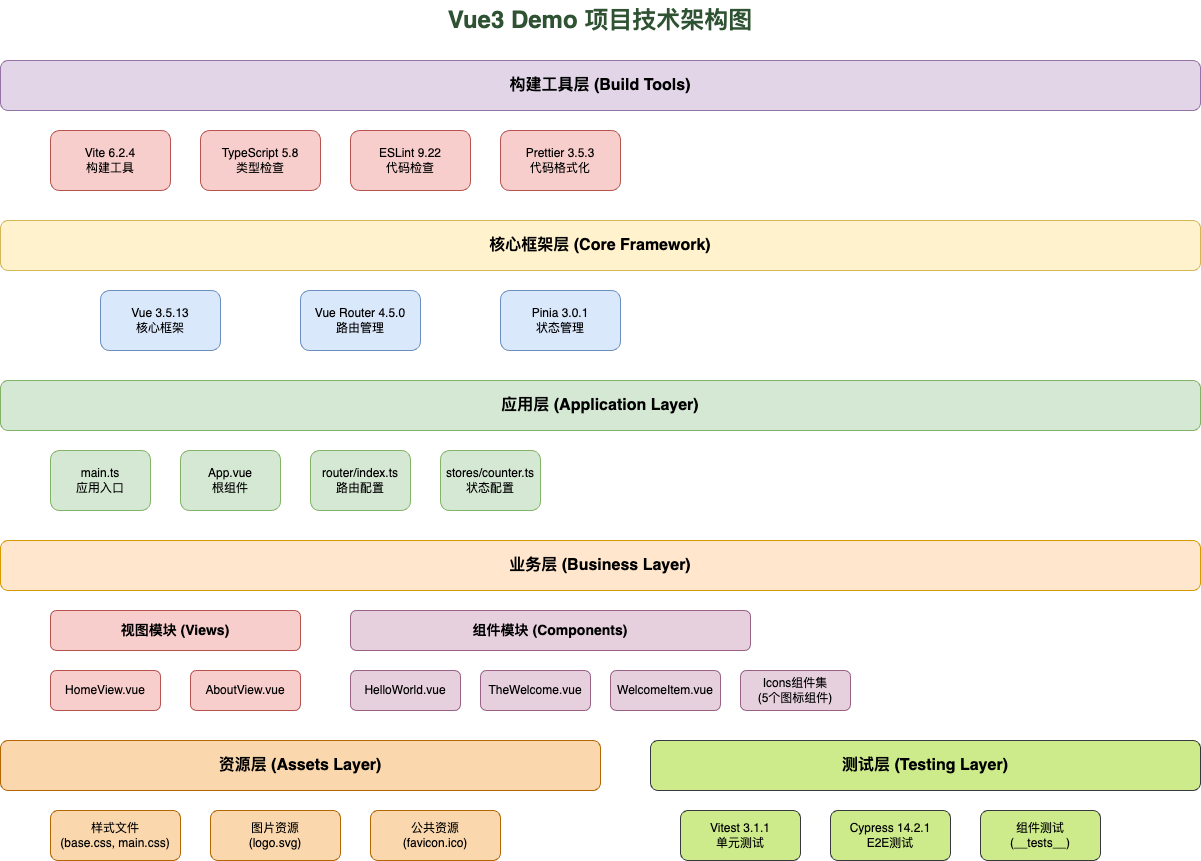 Vue3 Demo 项目技术架构图
构建工具层 (Build Tools)
Vite 6.2.4
构建工具
TypeScript 5.8
类型检查
ESLint 9.22
代码检查
Prettier 3.5.3
代码格式化
核心框架层 (Core Framework)
Vue 3.5.13
核心框架
Vue Router 4.5.0
路由管理
Pinia 3.0.1
状态管理
应用层 (Application Layer)
main.ts
应用入口
App.vue
根组件
router/index.ts
路由配置
stores/counter.ts
状态配置
业务层 (Business Layer)
视图模块 (Views)
组件模块 (Components)
HomeView.vue
AboutView.vue
HelloWorld.vue
TheWelcome.vue
WelcomeItem.vue
Icons组件集
(5个图标组件)
资源层 (Assets Layer)
测试层 (Testing Layer)
样式文件
(base.css, main.css)
图片资源
(logo.svg)
公共资源
(favicon.ico)
Vitest 3.1.1
单元测试
Cypress 14.2.1
E2E测试
组件测试
(__tests__)